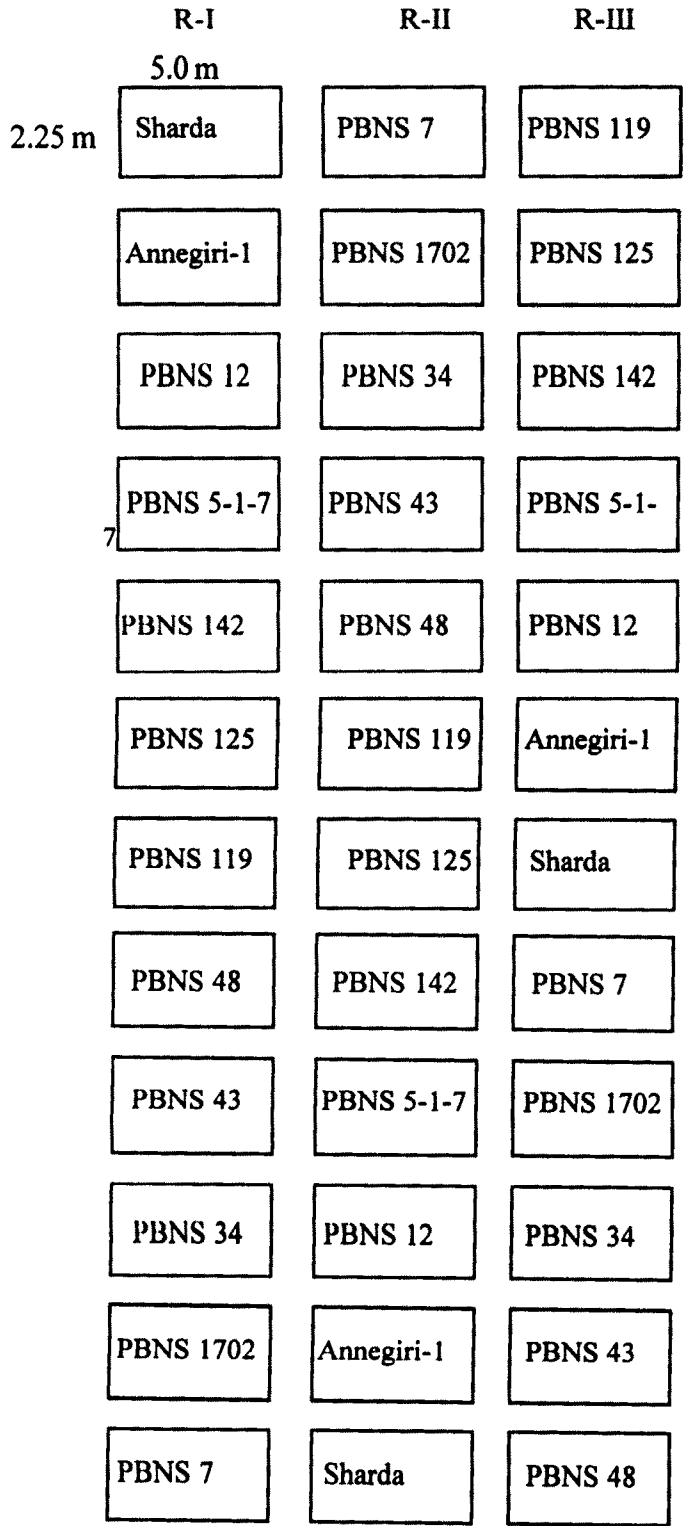 R-I R-II R-III
5.0 m
2.25 m Sharda PBNS 7 PBNS 119
Annegiri-1 PBNS 1702 PBNS 125
PBNS 12 PBNS 34 PBNS 142
PBNS 5-1-7 PBNS 43 PBNS 5-1-
7
PBNS 142 PBNS 48 PBNS 12
PBNS 125 PBNS 119 Annegiri-1
PBNS 119 PBNS 125 Sharda
PBNS 48 PBNS 142 PBNS 7
PBNS 43 PBNS 5-1-7 PBNS 1702
PBNS 34 PBNS 12 PBNS 34
PBNS 1702 Annegiri-1 PBNS 43
PBNS 7 Sharda PBNS 48